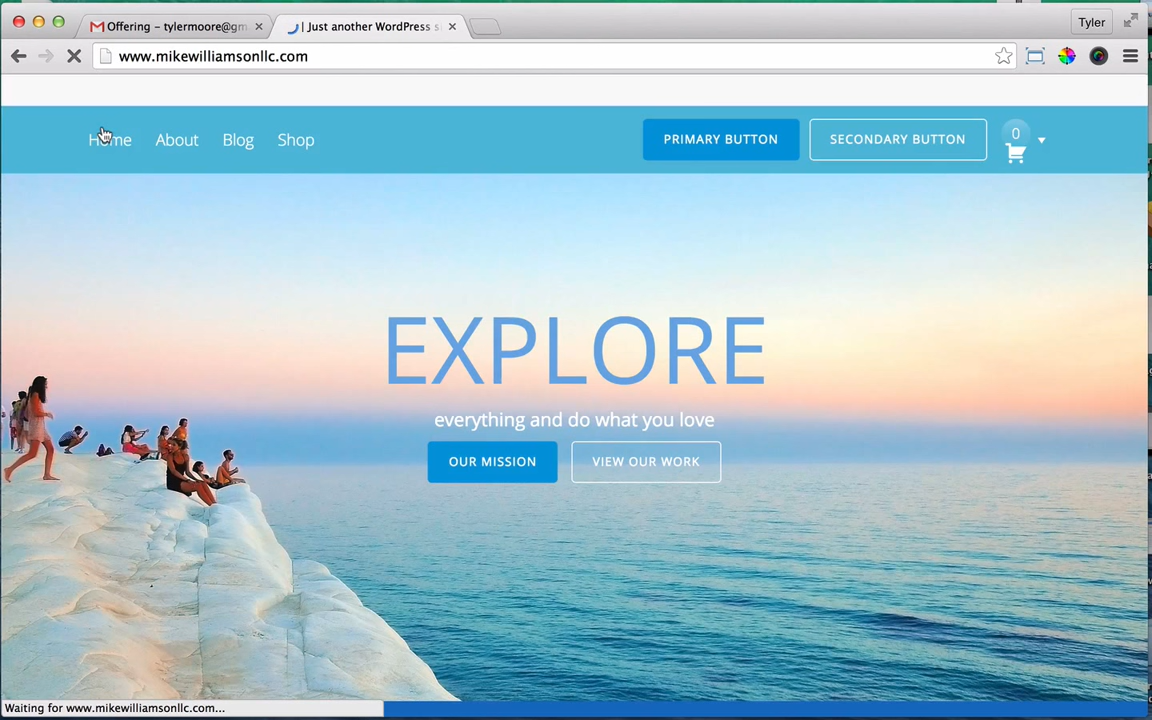 Offering – tylermoore@gm
| Just another WordPress s
Tyler
www.mikewilliamsonllc.com
Home About Blog Shop
PRIMARY BUTTON
SECONDARY BUTTON
0
EXPLORE
everything and do what you love
OUR MISSION
VIEW OUR WORK
Waiting for www.mikewilliamsonllc.com...